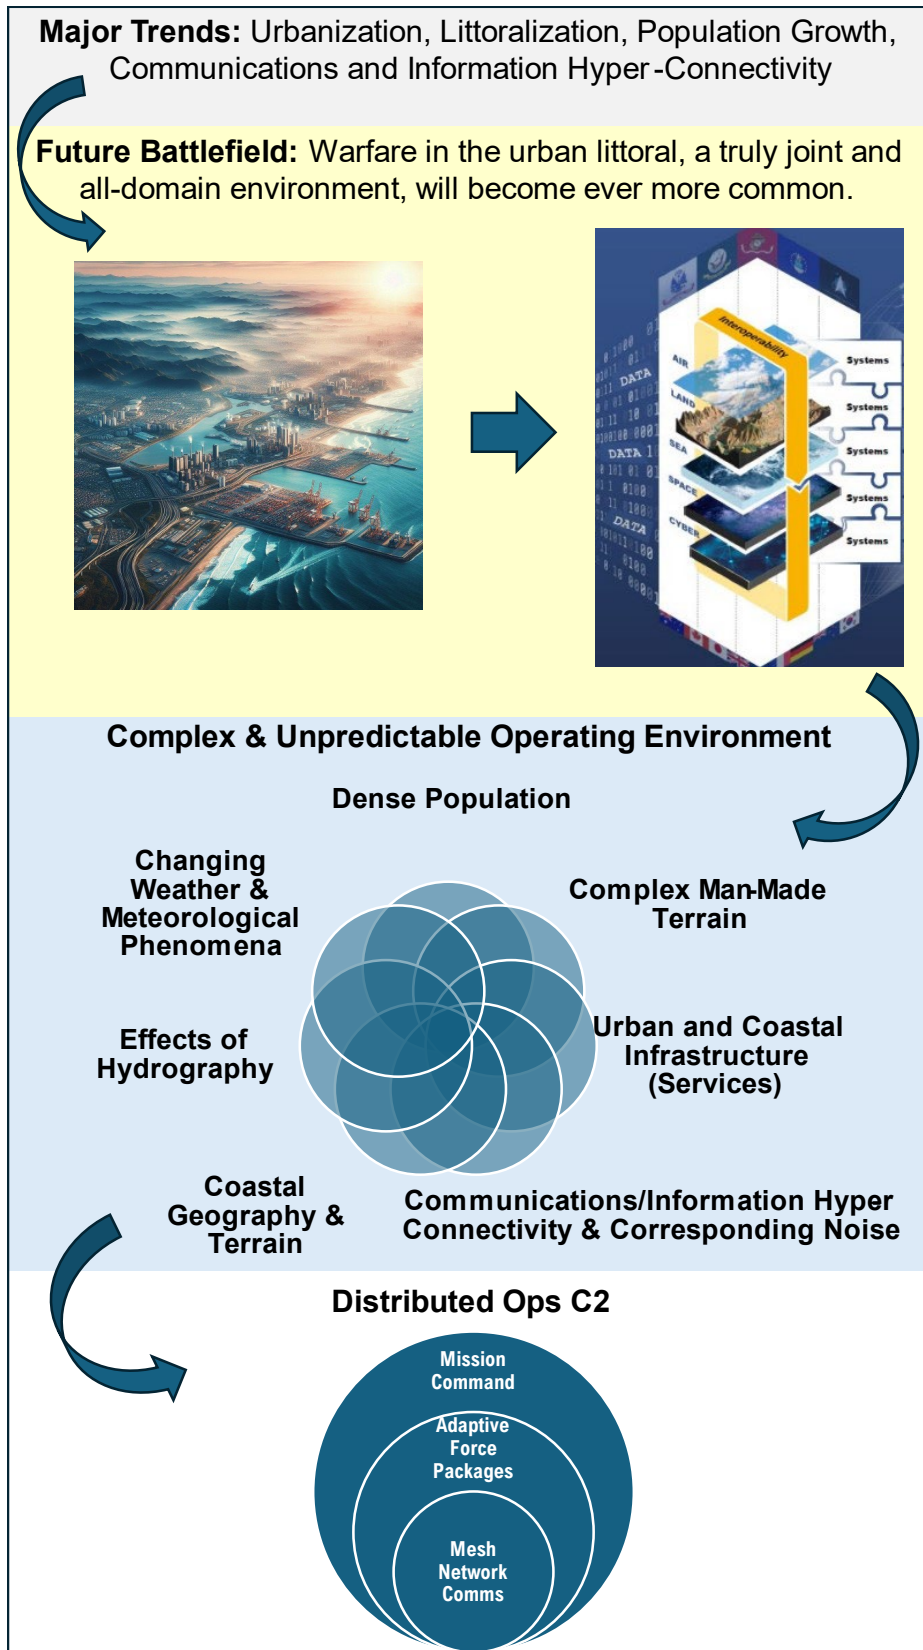 Major Trends: Urbanization, Littoralization, Population Growth,
Communications and Information Hyper-Connectivity
Future Battlefield: Warfare in the urban littoral, a truly joint and
all-domain environment, will become ever more common.
Interoperability
AIR
LAND
SEA
SPACE
CYBER
Systems
Systems
Systems
Systems
Systems
DATA
DATA
DATA
Complex & Unpredictable Operating Environment
Dense Population
Changing
Weather &
Meteorological
Phenomena
Complex Man-Made
Terrain
Effects of
Hydrography
Urban and Coastal
Infrastructure
(Services)
Coastal
Geography &
Terrain
Communications/Information Hyper
Connectivity & Corresponding Noise
Distributed Ops C2
Mission
Command
Adaptive
Force
Packages
Mesh
Network
Comms